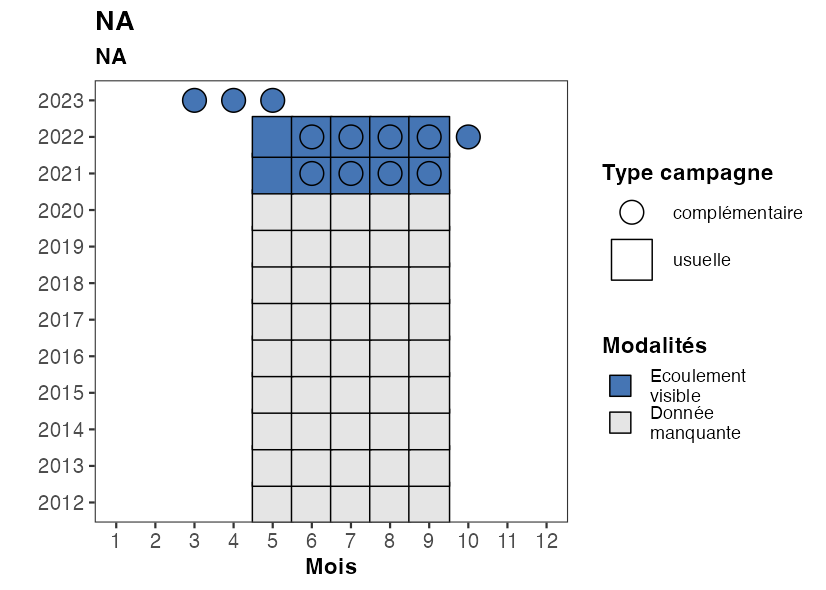 NA
NA
2023
2022
2021
2020
2019
2018
2017
2016
2015
2014
2013
2012
1 2 3 4 5 6 7 8 9 10 11 12
Mois
Type campagne
complémentaire
usuelle
Modalités
Ecoulement
visible
Donnée
manquante